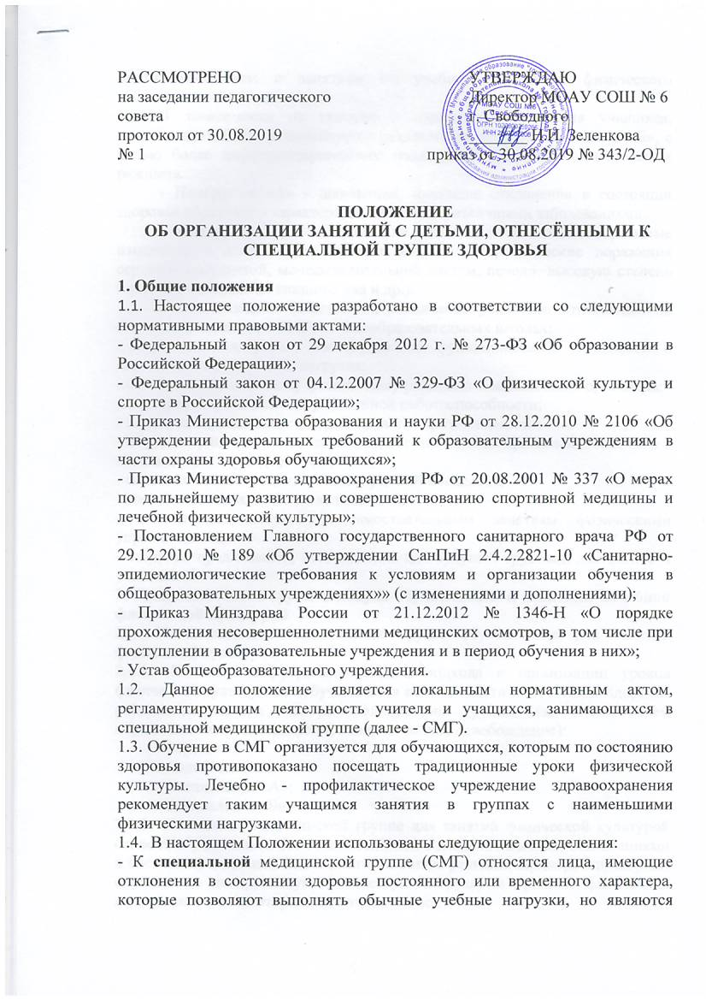 РАССМОТРЕНО
на заседании педагогического
совета
протокол от 30.08.2019
№ 1
УТВЕРЖДАЮ
Директор МОАУ СОШ № 6
г. Свободного
Н.И. Зеленкова
приказ от 30.08.2019 № 343/2-ОД
ПОЛОЖЕНИЕ
ОБ ОРГАНИЗАЦИИ ЗАНЯТИЙ С ДЕТЬМИ, ОТНЕСЁННЫМИ К
СПЕЦИАЛЬНОЙ ГРУППЕ ЗДОРОВЬЯ
1. Общие положения
1.1. Настоящее положение разработано в соответствии со следующими
нормативными правовыми актами:
- Федеральный закон от 29 декабря 2012 г. № 273-ФЗ «Об образовании в
Российской Федерации»;
- Федеральный закон от 04.12.2007 № 329-ФЗ «О физической культуре и
спорте в Российской Федерации»;
- Приказ Министерства образования и науки РФ от 28.12.2010 № 2106 «Об
утверждении федеральных требований к образовательным учреждениям в
части охраны здоровья обучающихся»;
- Приказ Министерства здравоохранения РФ от 20.08.2001 № 337 «О мерах
по дальнейшему развитию и совершенствованию спортивной медицины и
лечебной физической культуры»;
- Постановлением Главного государственного санитарного врача РФ от
29.12.2010 № 189 «Об утверждении СанПиН 2.4.2.2821-10 «Санитарно-
эпидемиологические требования к условиям и организации обучения в
общеобразовательных учреждениях»» (с изменениями и дополнениями);
- Приказ Минздрава России от 21.12.2012 № 1346-Н «О порядке
прохождения несовершеннолетними медицинских осмотров, в том числе при
поступлении в образовательные учреждения и в период обучения в них»;
- Устав общеобразовательного учреждения.
1.2. Данное положение является локальным нормативным актом,
регламентирующим деятельность учителя и учащихся, занимающихся в
специальной медицинской группе (далее - СМГ).
1.3. Обучение в СМГ организуется для обучающихся, которым по состоянию
здоровья противопоказано посещать традиционные уроки физической
культуры. Лечебно - профилактическое учреждение здравоохранения
рекомендует таким учащимся занятия в группах с наименьшими
физическими нагрузками.
1.4. В настоящем Положении использованы следующие определения:
- К специальной медицинской группе (СМГ) относятся лица, имеющие
отклонения в состоянии здоровья постоянного или временного характера,
которые позволяют выполнять обычные учебные нагрузки, но являются